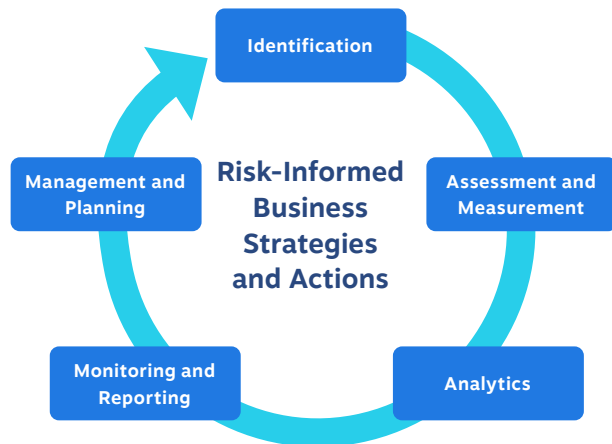 Identification
Risk-Informed
Business
Strategies
and Actions
Assessment and
Measurement
Analytics
Monitoring and
Reporting
Management and
Planning